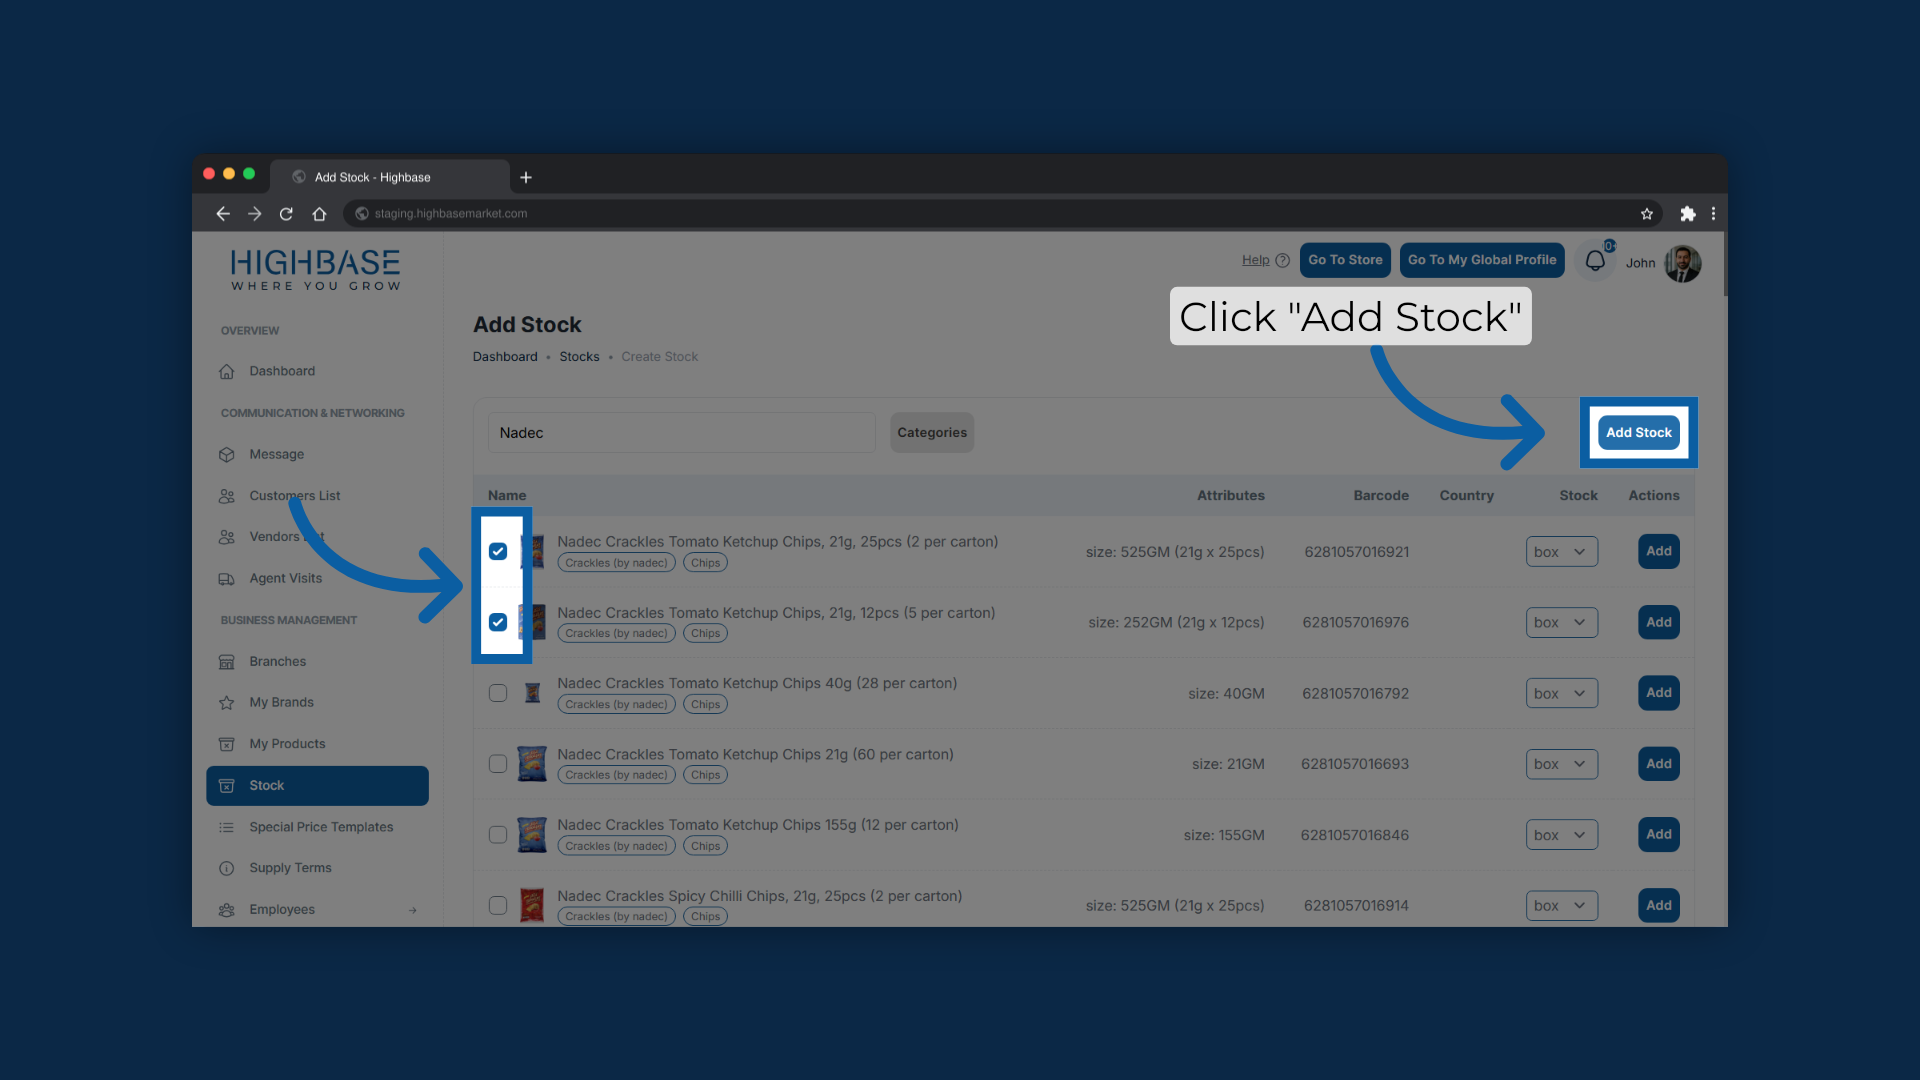 Add Stock - Highbase
staging.highbasemarket.com
HIGHBASE
WHERE YOU GROW
Help
Go To Store
Go To My Global Profile
John
Click "Add Stock"
OVERVIEW
Dashboard
COMMUNICATION & NETWORKING
Message
Customers List
Vendors
Agent Visits
BUSINESS MANAGEMENT
Branches
My Brands
My Products
Stock
Special Price Templates
Supply Terms
Employees
Add Stock
Dashboard • Stocks • Create Stock
Nadec
Categories
Add Stock
Name Attributes Barcode Country Stock Actions
Nadec Crackles Tomato Ketchup Chips, 21g, 25pcs (2 per carton)
Crackles (by nadec) Chips
size: 525GM (21g x 25pcs) 6281057016921 box Add
Nadec Crackles Tomato Ketchup Chips, 21g, 12pcs (5 per carton)
Crackles (by nadec) Chips
size: 252GM (21g x 12pcs) 6281057016976 box Add
Nadec Crackles Tomato Ketchup Chips 40g (28 per carton)
Crackles (by nadec) Chips
size: 40GM 6281057016792 box Add
Nadec Crackles Tomato Ketchup Chips 21g (60 per carton)
Crackles (by nadec) Chips
size: 21GM 6281057016693 box Add
Nadec Crackles Tomato Ketchup Chips 155g (12 per carton)
Crackles (by nadec) Chips
size: 155GM 6281057016846 box Add
Nadec Crackles Spicy Chilli Chips, 21g, 25pcs (2 per carton)
Crackles (by nadec) Chips
size: 525GM (21g x 25pcs) 6281057016914 box Add